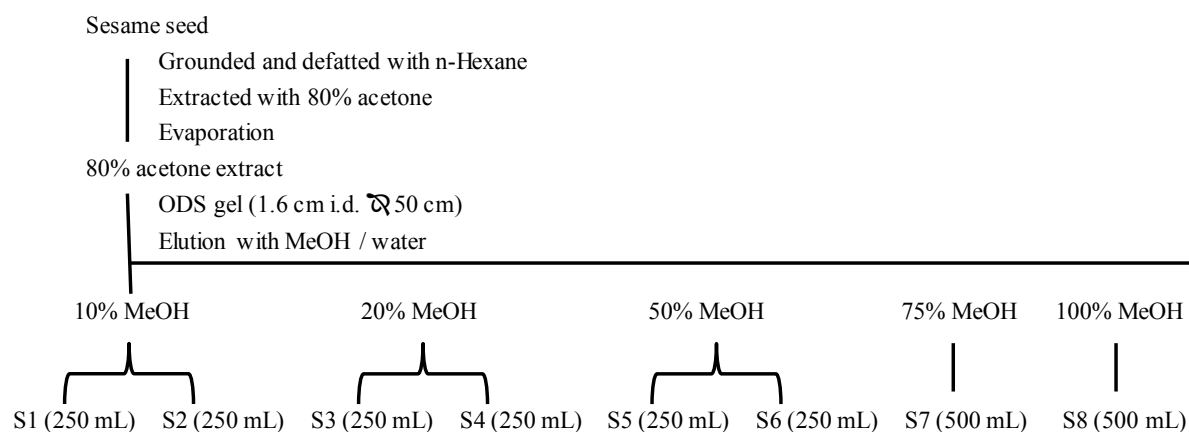 Sesame seed
Grounded and defatted with n-Hexane
Extracted with 80% acetone
Evaporation
80% acetone extract
ODS gel (1.6 cm i.d. 50 cm)
Elution with MeOH / water
10% MeOH 20% MeOH 50% MeOH 75% MeOH 100% MeOH
S1 (250 mL) S2 (250 mL) S3 (250 mL) S4 (250 mL) S5 (250 mL) S6 (250 mL) S7 (500 mL) S8 (500 mL)